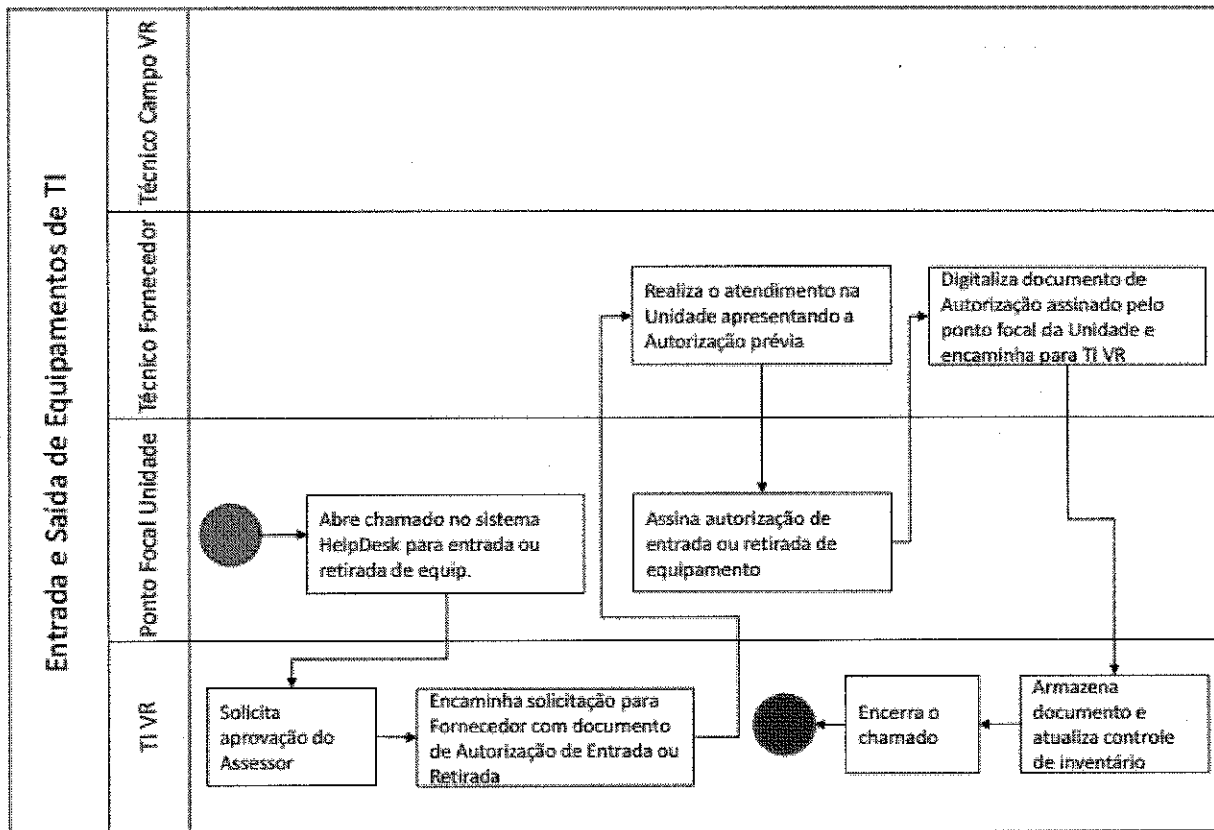 Entrada e Saída de Equipamentos de TI
Técnico Campo VR
Técnico Fornecedor
Realiza o atendimento na
Unidade apresentando a
Autorização prévia
Digitaliza documento de
Autorização assinado pelo
ponto focal da Unidade e
encaminha para TI VR
Ponto Focal Unidade
Abre chamado no sistema
HelpDesk para entrada ou
retirada de equip.
Assina autorização de
entrada ou retirada de
equipamento
TI VR
Solicita
aprovação do
Assessor
Encaminha solicitação para
Fornecedor com documento
de Autorização de Entrada ou
Retirada
Encerra o
chamado
Armazena
documento e
atualiza controle
de inventário